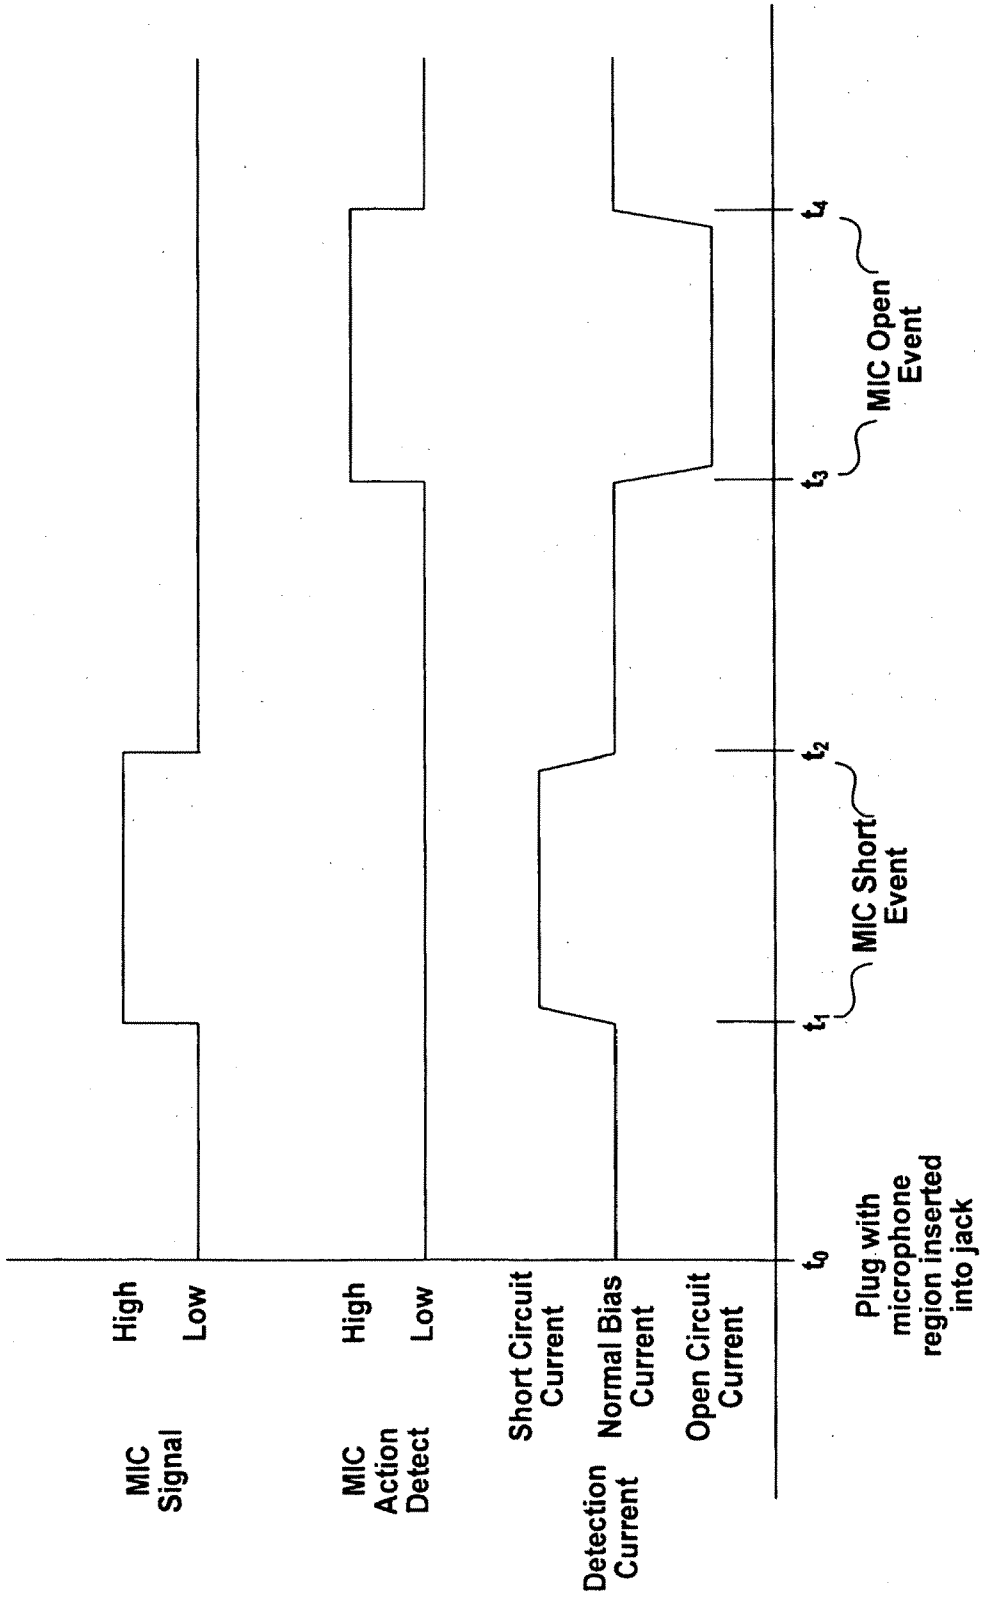 MIC
Signal
High
Low
MIC
Action
Detect
High
Low
Detection
Current
Short Circuit
Current
Normal Bias
Current
Open Circuit
Current
t0
t1
t2
t3
t4
Plug with
microphone
region inserted
into jack
MIC Short
Event
MIC Open
Event